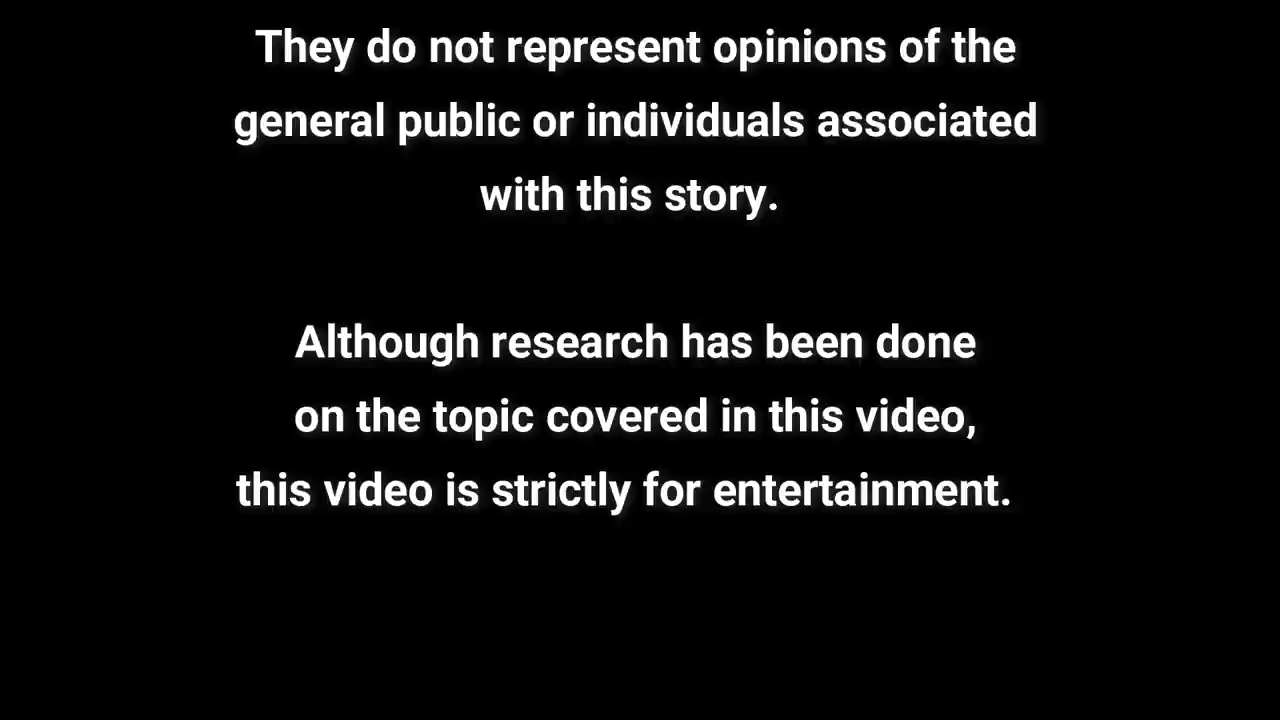 They do not represent opinions of the
general public or individuals associated
with this story.
Although research has been done
on the topic covered in this video,
this video is strictly for entertainment.